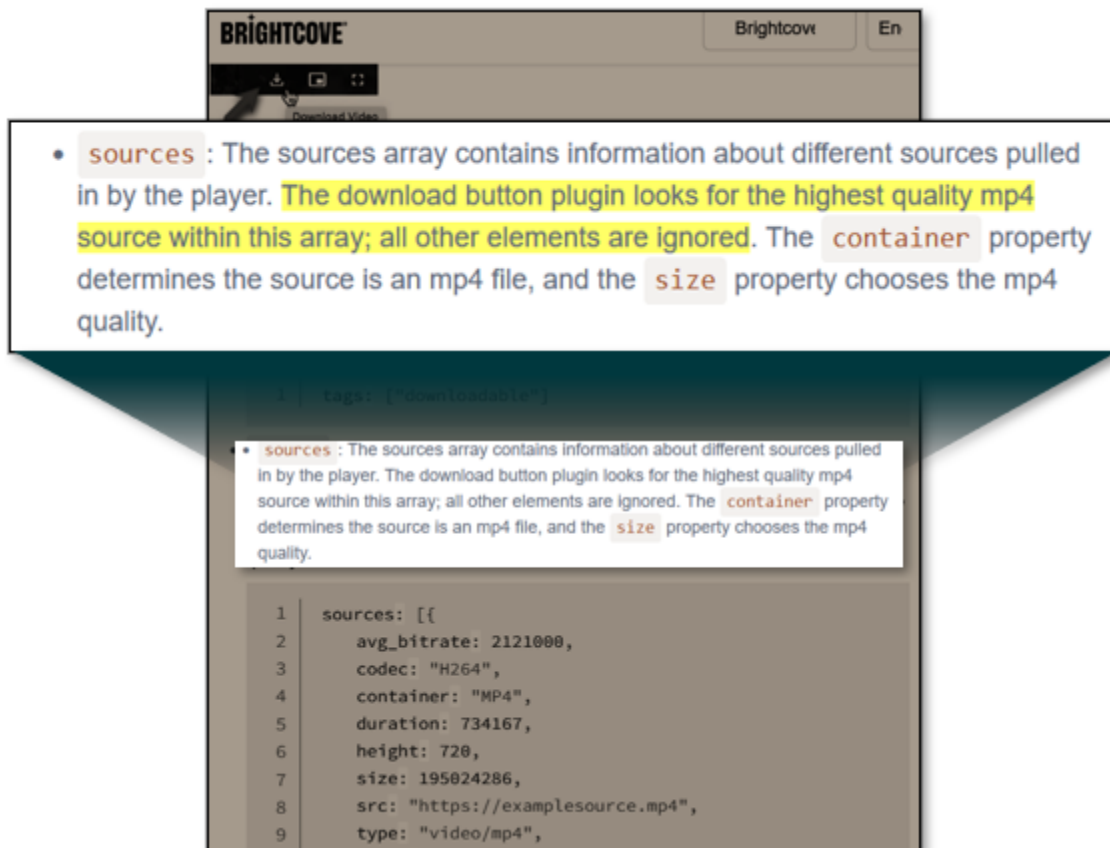 BRIGHTCOVE
Brightcove
En
Download Video
• sources : The sources array contains information about different sources pulled
in by the player. The download button plugin looks for the highest quality mp4
source within this array; all other elements are ignored. The container property
determines the source is an mp4 file, and the size property chooses the mp4
quality.
1 tags: ["downloadable"]
• sources : The sources array contains information about different sources pulled
in by the player. The download button plugin looks for the highest quality mp4
source within this array; all other elements are ignored. The container property
determines the source is an mp4 file, and the size property chooses the mp4
quality.
1 sources: [{
2 avg_bitrate: 2121000,
3 codec: "H264",
4 container: "MP4",
5 duration: 734167,
6 height: 720,
7 size: 195024286,
8 src: "https://examplesource.mp4",
9 type: "video/mp4",